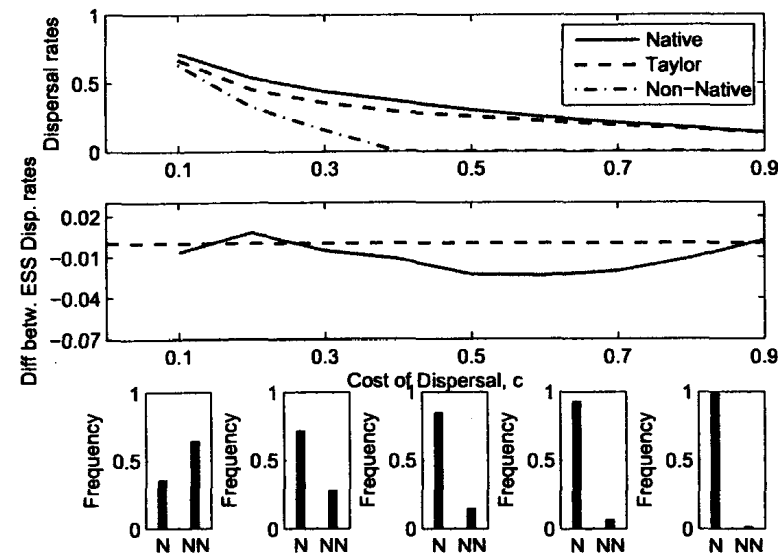 Dispersal rates
1
0.5
0
Native
Taylor
Non-Native
0.1 0.3 0.5 0.7 0.9
Diff betw. ESS Disp. rates
0.02
-0.01
-0.04
-0.07
0.1 0.3 0.5 0.7 0.9
Cost of Dispersal, c
Frequency
1
0.5
0
N NN
Frequency
1
0.5
0
N NN
Frequency
1
0.5
0
N NN
Frequency
1
0.5
0
N NN
Frequency
1
0.5
0
N NN